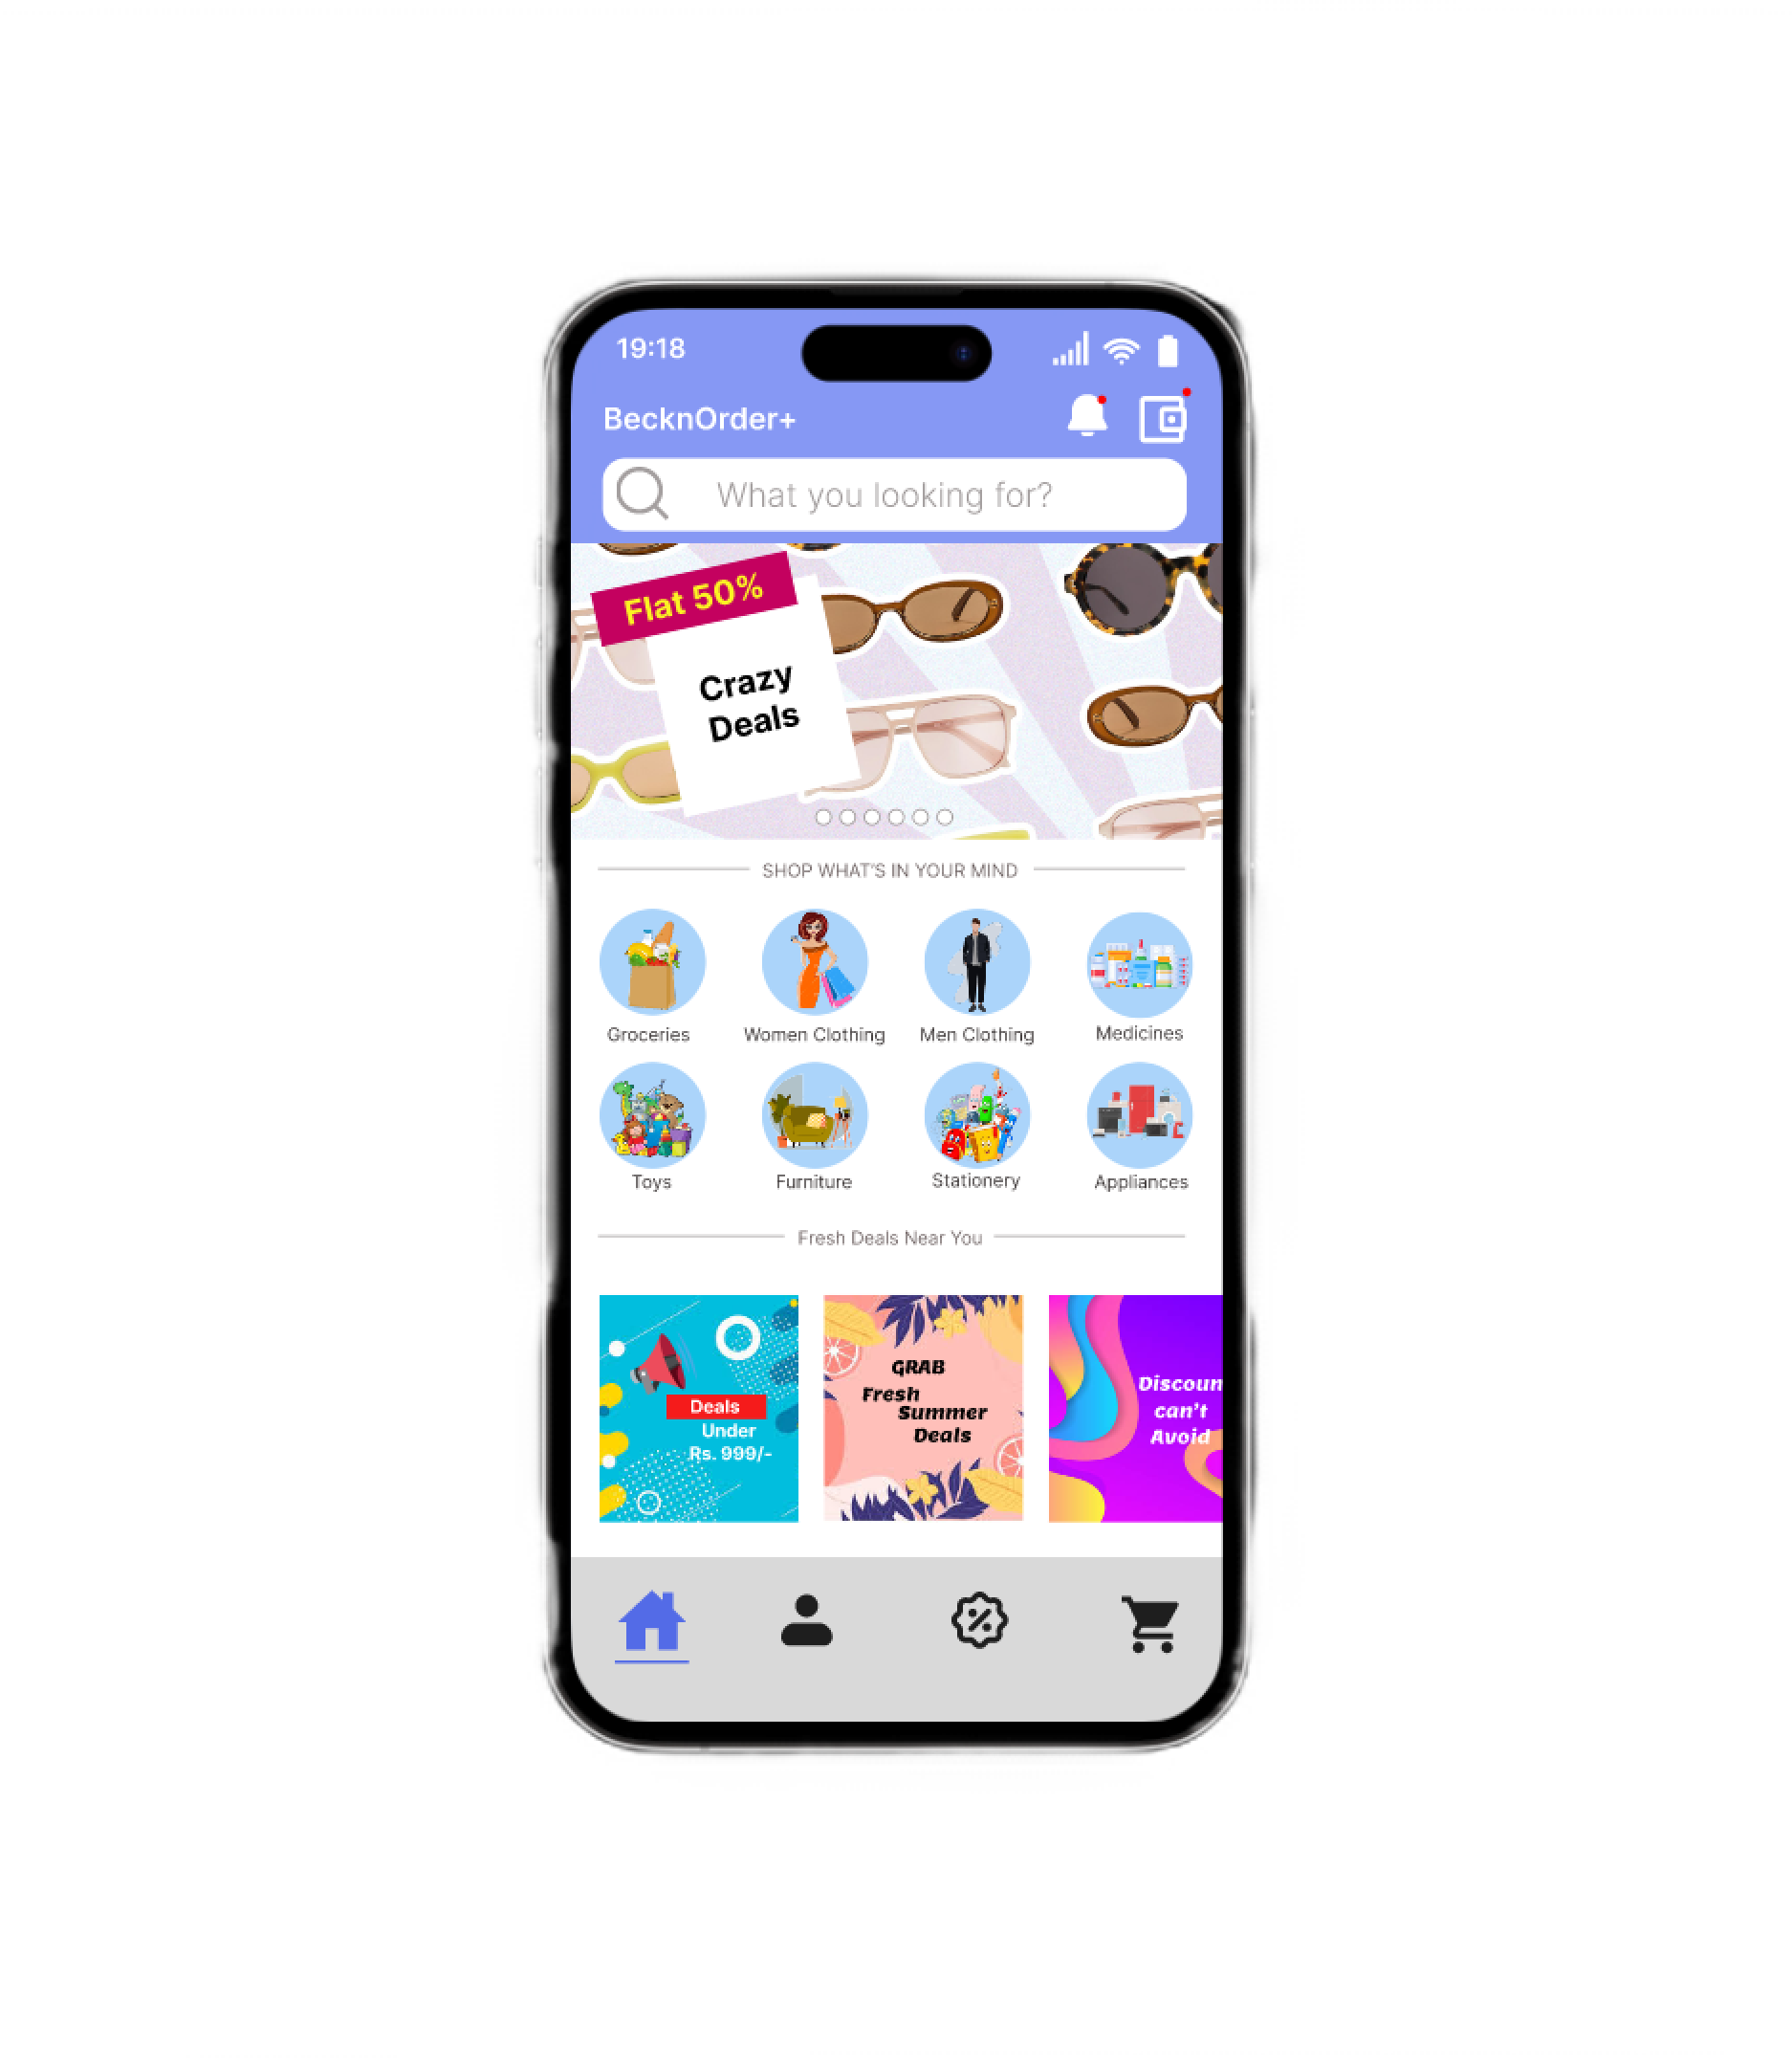 19:18
BecknOrder+
What you looking for?
Flat 50%
Crazy
Deals
SHOP WHAT'S IN YOUR MIND
Groceries
Women Clothing
Men Clothing
Medicines
Toys
Furniture
Stationery
Appliances
Fresh Deals Near You
Deals
Under
Rs. 999/-
GRAB
Fresh
Summer
Deals
Discoun
can't
Avoid